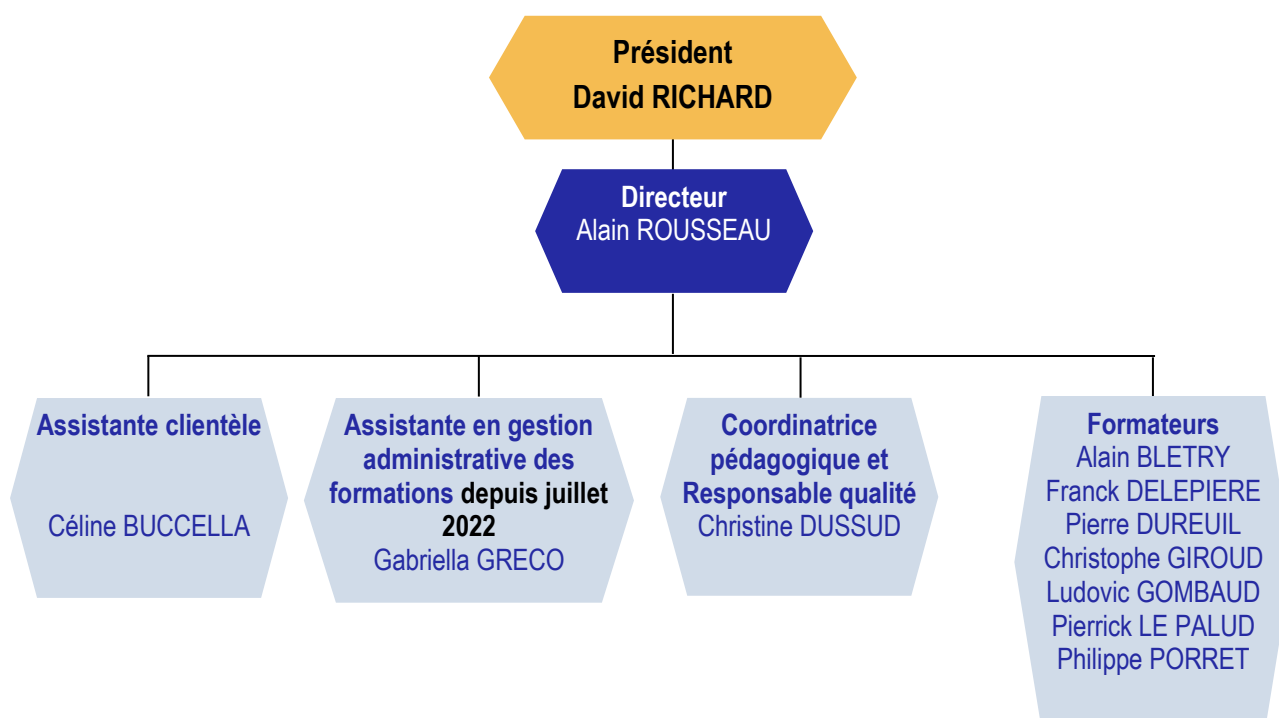 Président
David RICHARD
Directeur
Alain ROUSSEAU
Assistante clientèle
Céline BUCCELLA
Assistante en gestion
administrative des
formations depuis juillet
2022
Gabriella GRECO
Coordinatrice
pédagogique et
Responsable qualité
Christine DUSSUD
Formateurs
Alain BLETRY
Franck DELEPIERE
Pierre DUREUIL
Christophe GIROUD
Ludovic GOMBAUD
Pierrick LE PALUD
Philippe PORRET